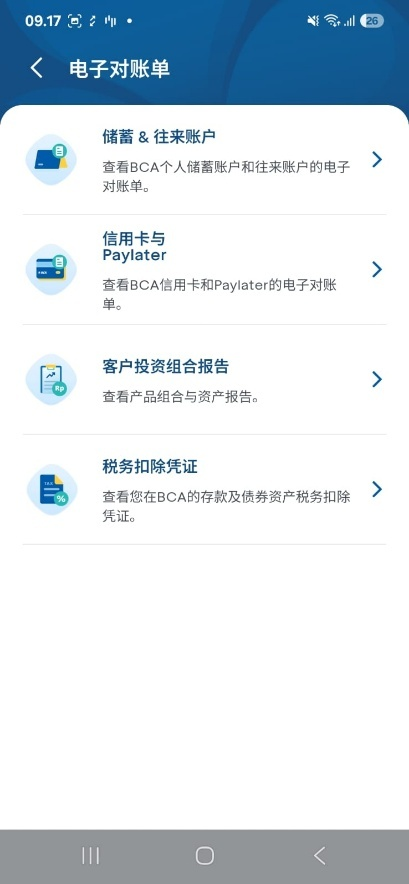 09.17
26
电子对账单
储蓄 & 往来账户
查看BCA个人储蓄账户和往来账户的电子
对账单。
信用卡与
Paylater
查看BCA信用卡和Paylater的电子对账
单。
客户投资组合报告
Rp
查看产品组合与资产报告。
税务扣除凭证
TAX
%
查看您在BCA的存款及债券资产税务扣除
凭证。